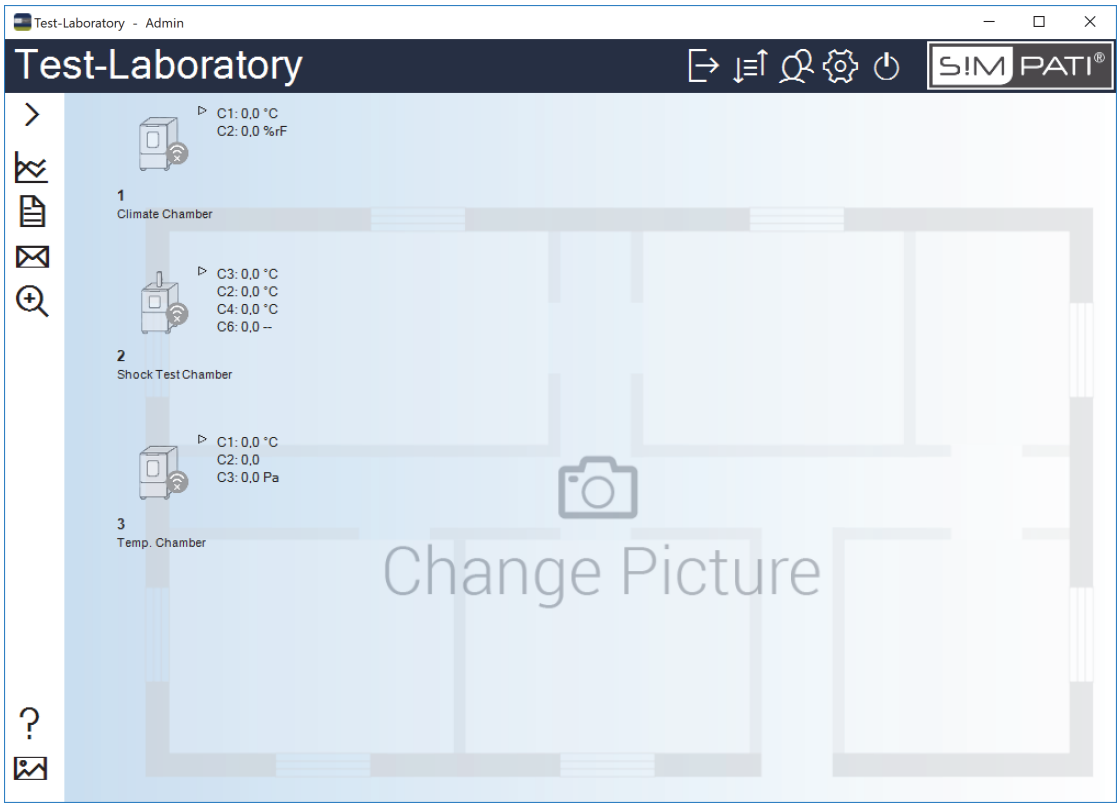 Test-Laboratory - Admin
Test-Laboratory
S!MPATI®
C1: 0,0 °C
C2: 0,0 %rF
1
Climate Chamber
C3: 0,0 °C
C2: 0,0 °C
C4: 0,0 °C
C6: 0,0 --
2
Shock Test Chamber
C1: 0,0 °C
C2: 0,0
C3: 0,0 Pa
3
Temp. Chamber
Change Picture
?